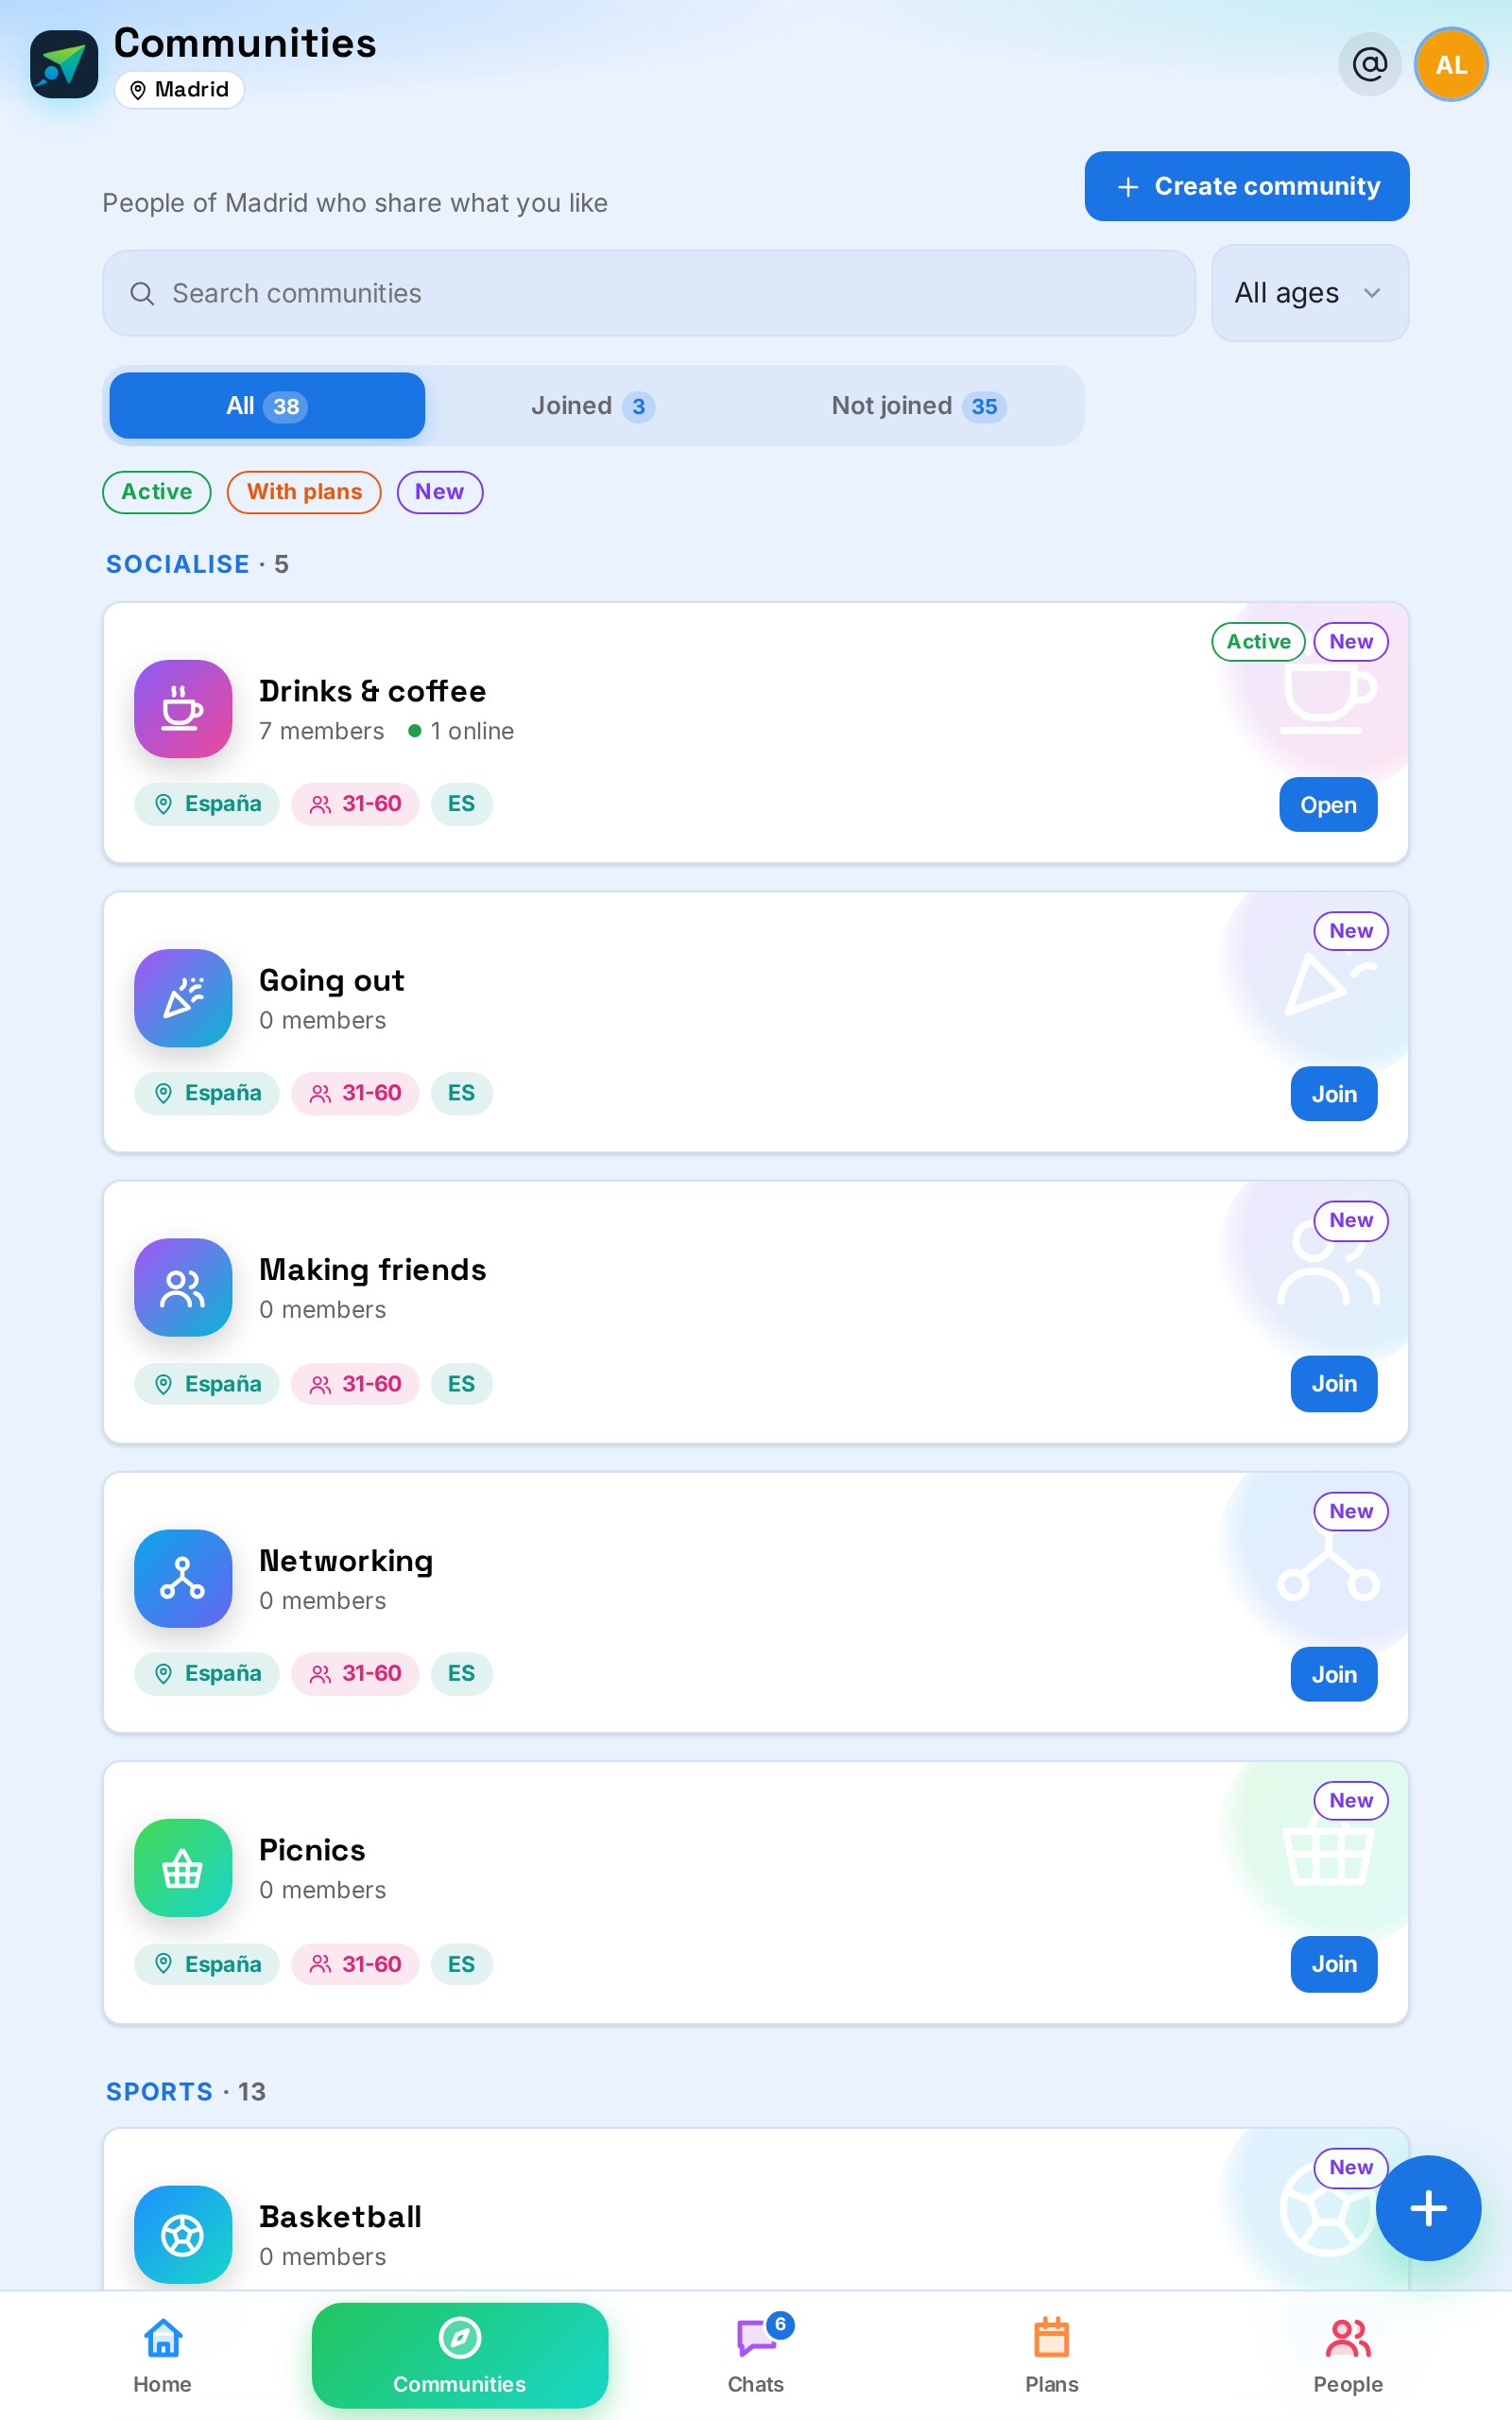 Communities
Madrid
@
AL
People of Madrid who share what you like
+ Create community
Search communities
All ages
All 38
Joined 3
Not joined 35
Active
With plans
New
SOCIALISE · 5
Active
New
Drinks & coffee
7 members
1 online
España
31-60
ES
Open
New
Going out
0 members
España
31-60
ES
Join
New
Making friends
0 members
España
31-60
ES
Join
New
Networking
0 members
España
31-60
ES
Join
New
Picnics
0 members
España
31-60
ES
Join
SPORTS · 13
New
Basketball
0 members
+
6
Home
Communities
Chats
Plans
People